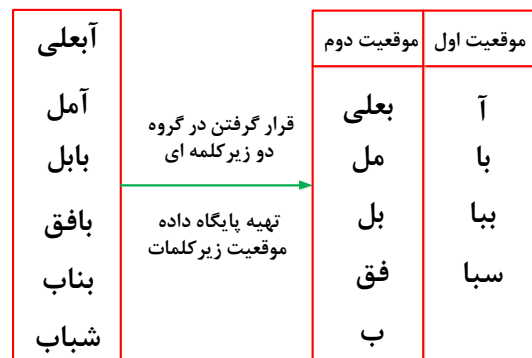 آبعلی
آمل
بابل
بافق
بناب
شباب
قرار گرفتن در گروه
دو زیرکلمه ای
تهیه پایگاه داده
موقعیت زیرکلمات
موقعیت اول
موقعیت دوم
آ
بعلی
با
مل
ببا
بل
سبا
فق
ب